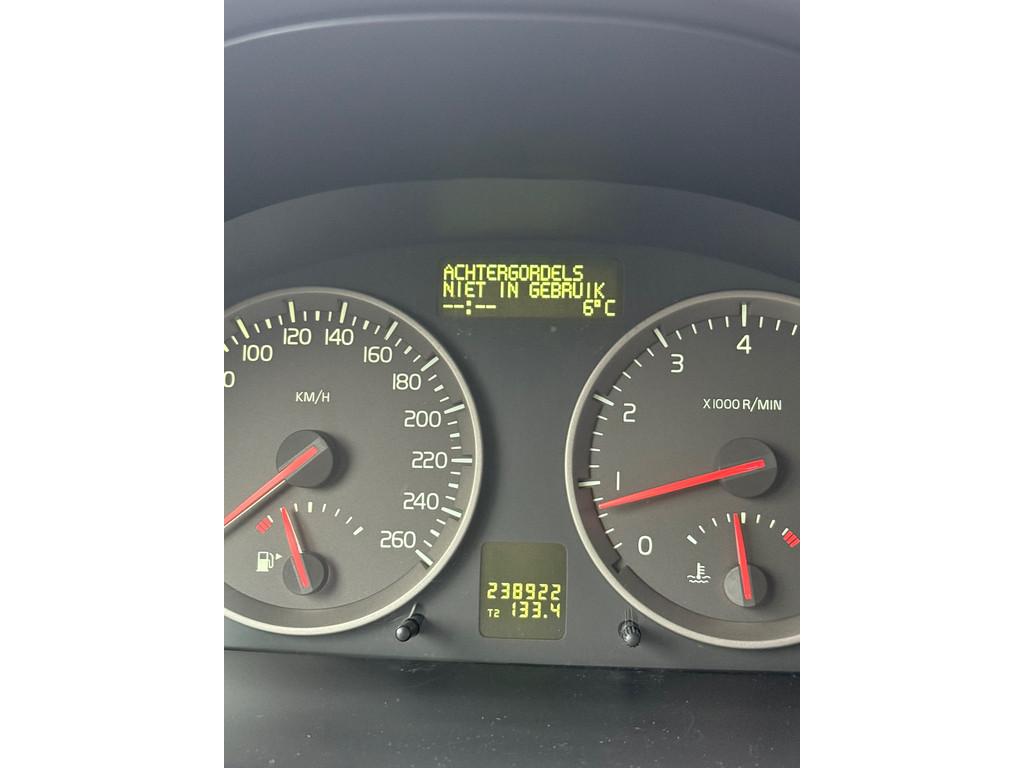 ACHTERGORDELS
NIET IN GEBRUIK
--:-- 6°C
100 120 140 160 180 200 220 240 260
KM/H
0 1 2 3 4
X1000 R/MIN
238922
T2 133.4